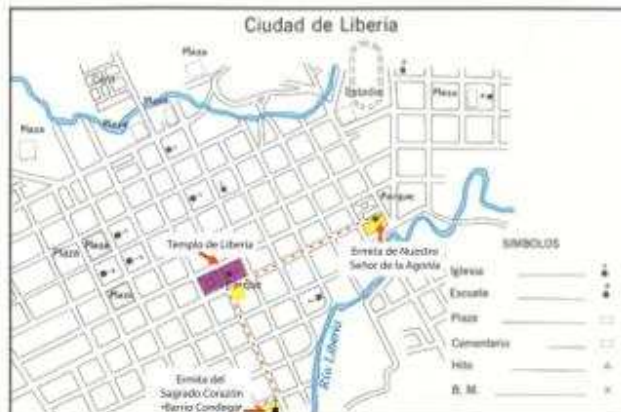 Ciudad de Liberia
Plaza
Plaza
Plaza
Plaza
Estadio
Plaza
Parque
Plaza
Plaza
Templo de Liberia
Parque
Plaza
Ermita de Nuestro
Señor de la Agonía
SIMBOLOS
Iglesia
Escuela
Plaza
Cementerio
Hito
B. M.
Río Liberia
Ermita del
Sagrado Corazón
•Barrio Condega•